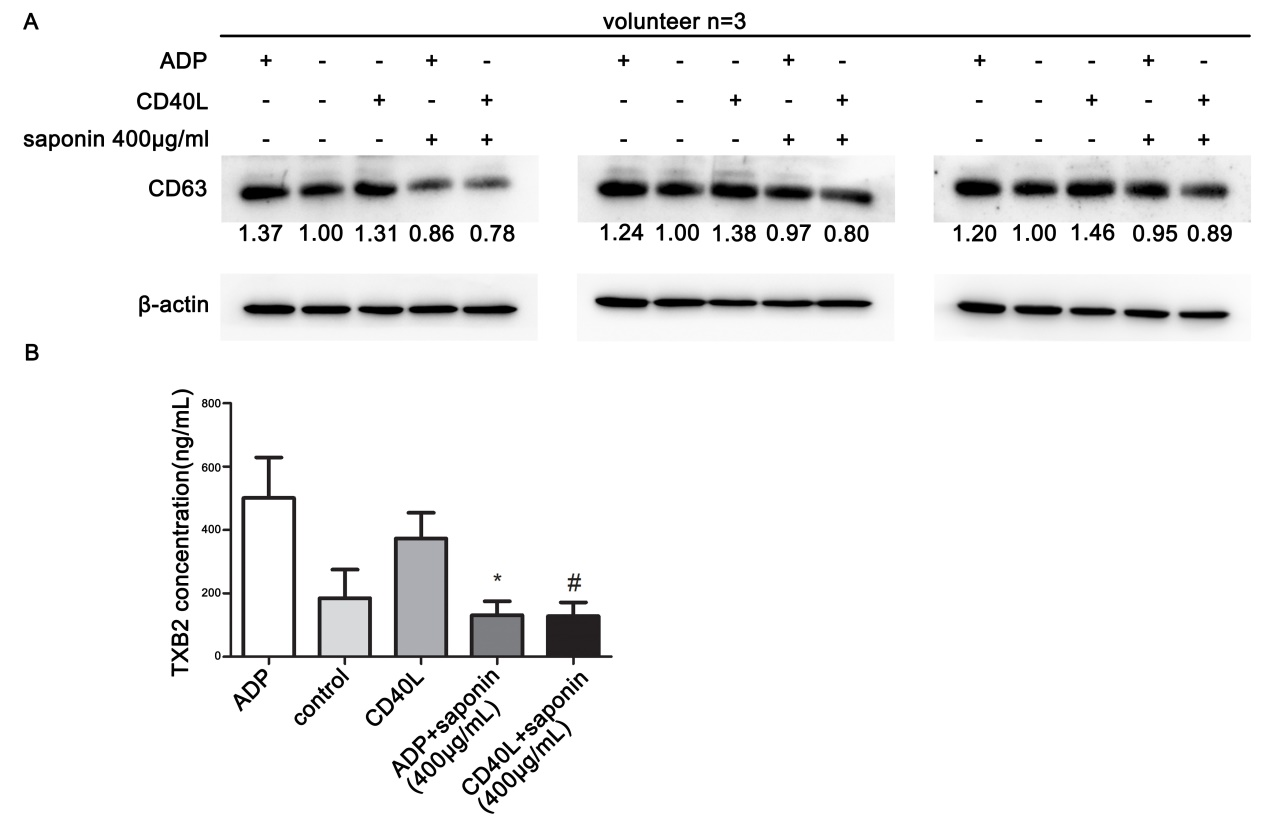 A
volunteer n=3
ADP + - - + - + - - + - + - - + -
CD40L - - + - + - - + - + - - + - +
saponin 400μg/ml - - - + + - - - + + - - - + +
CD63
1.37 1.00 1.31 0.86 0.78 1.24 1.00 1.38 0.97 0.80 1.20 1.00 1.46 0.95 0.89
β-actin
B
TXB2 concentration(ng/mL)
800
600
400
200
0
* #
ADP
control
CD40L
ADP+saponin
(400μg/mL)
CD40L+saponin
(400μg/mL)